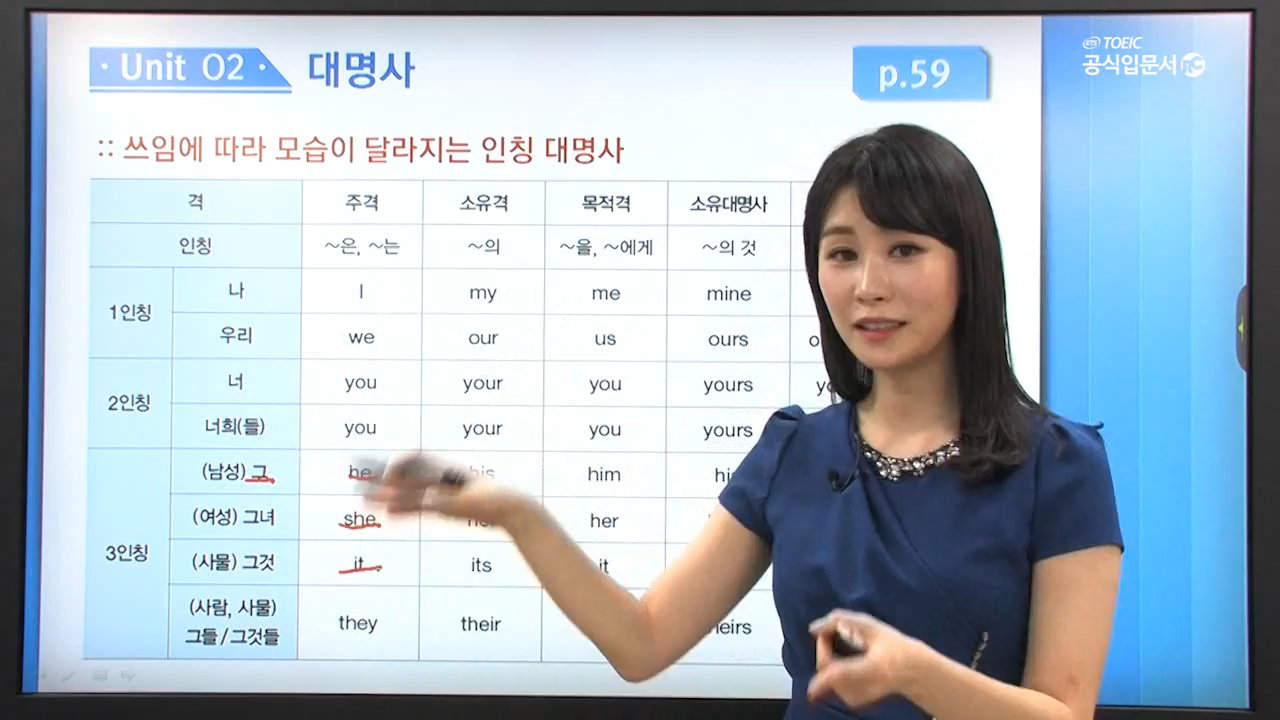 Unit 02 대명사
p.59
ETS TOEIC
공식입문서 RC
:: 쓰임에 따라 모습이 달라지는 인칭 대명사
격 주격 소유격 목적격 소유대명사
인칭 ~은, ~는 ~의 ~을, ~에게 ~의 것
1인칭 나 I my me mine
우리 we our us ours
2인칭 너 you your you yours
너희(들) you your you yours
3인칭 (남성) 그 he his him
(여성) 그녀 she her
(사물) 그것 it its it
(사람, 사물) 그들/그것들 they their